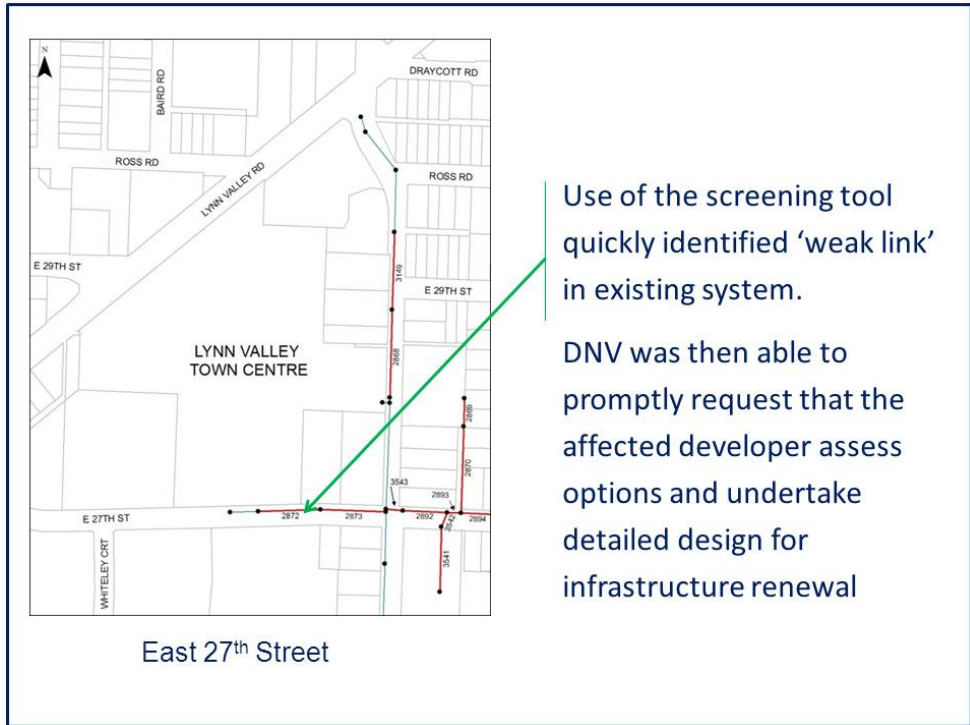 N
DRAYCOTT RD
BAIRD RD
ROSS RD
LYNN VALLEY RD
ROSS RD
E 29TH ST
3149
E 29TH ST
LYNN VALLEY
TOWN CENTRE
2868
2869
2870
3543
2893
E 27TH ST
2872
2873
2892
3542
2894
3541
WHITELEY CRT
East 27th Street
Use of the screening tool
quickly identified ‘weak link’
in existing system.
DNV was then able to
promptly request that the
affected developer assess
options and undertake
detailed design for
infrastructure renewal